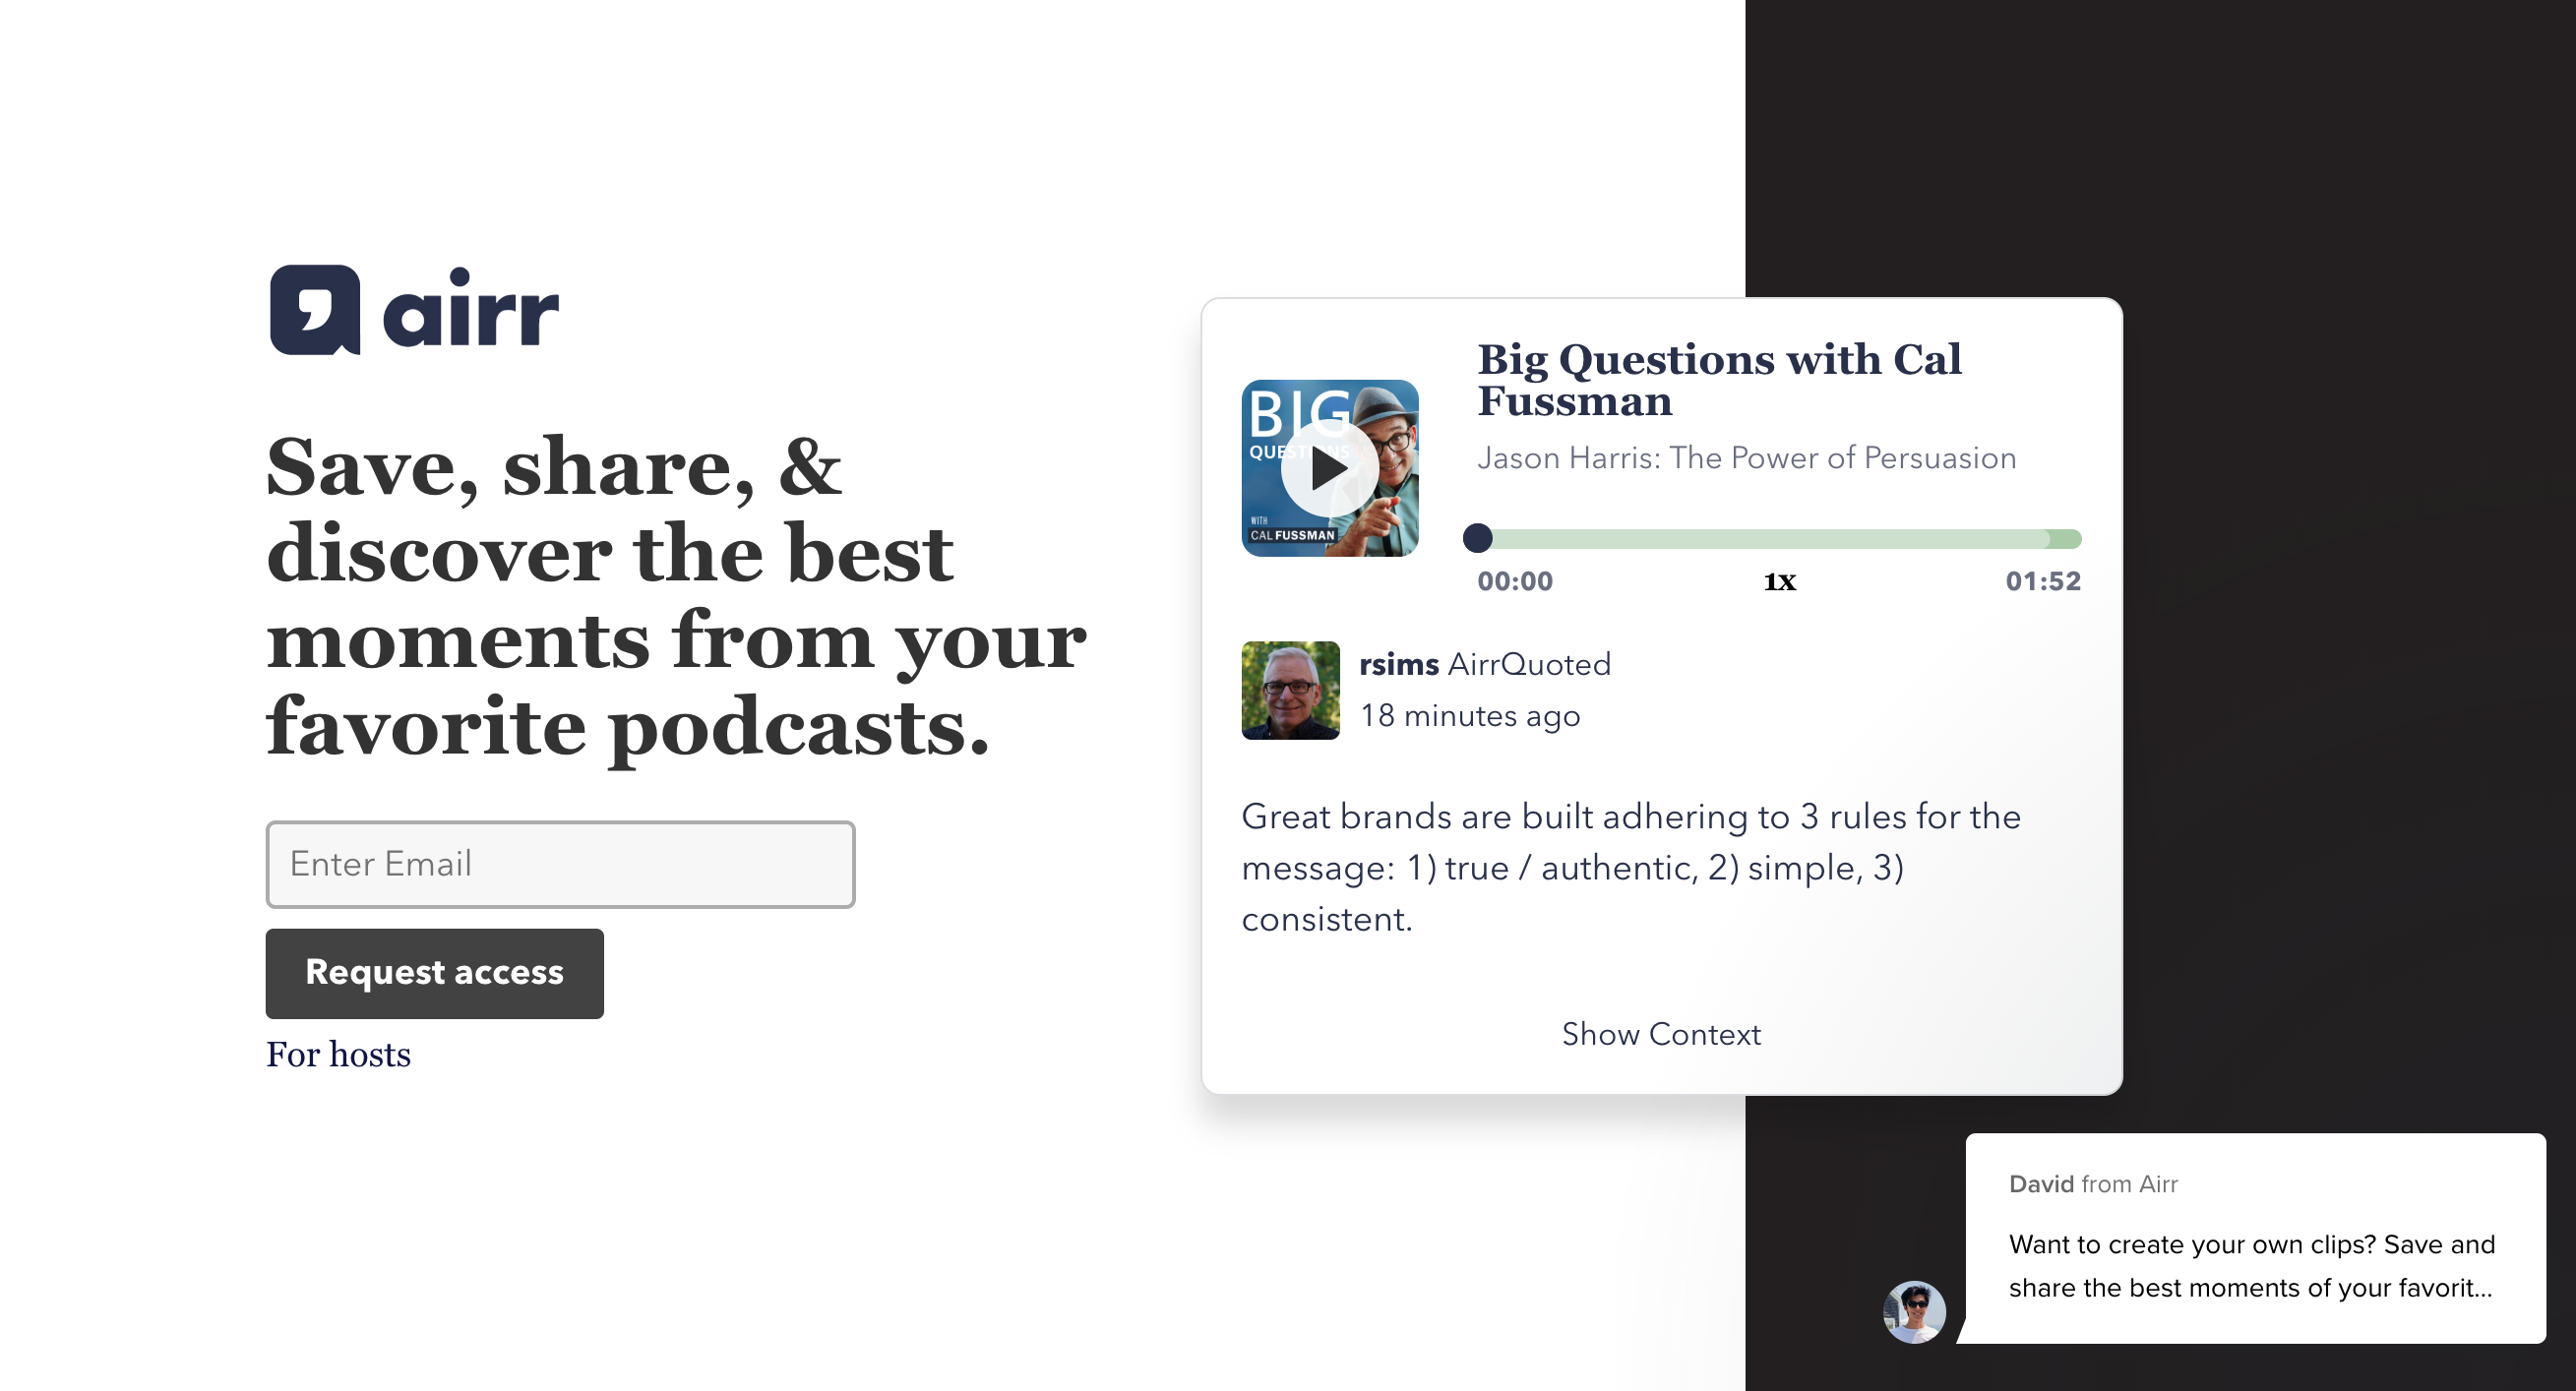 airr
Save, share, &
discover the best
moments from your
favorite podcasts.
Enter Email
Request access
For hosts
BIG
QUESTIONS
WITH
CAL FUSSMAN
Big Questions with Cal
Fussman
Jason Harris: The Power of Persuasion
00:00 1x 01:52
rsims AirrQuoted
18 minutes ago
Great brands are built adhering to 3 rules for the
message: 1) true / authentic, 2) simple, 3)
consistent.
Show Context
David from Airr
Want to create your own clips? Save and
share the best moments of your favorit...